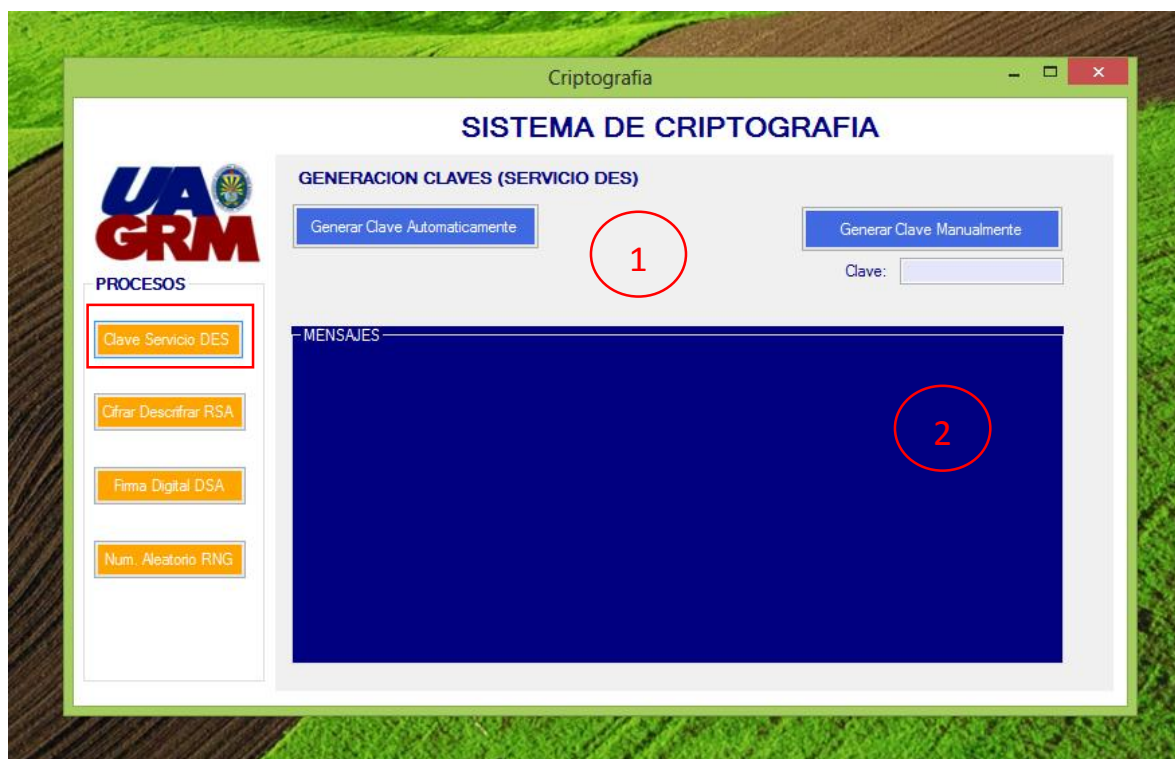 Criptografia
SISTEMA DE CRIPTOGRAFIA
UA
GRM
GENERACION CLAVES (SERVICIO DES)
Generar Clave Automaticamente
1
Generar Clave Manualmente
Clave:
PROCESOS
Clave Servicio DES
Cifrar Descrifrar RSA
Firma Digital DSA
Num. Aleatorio RNG
MENSAJES
2